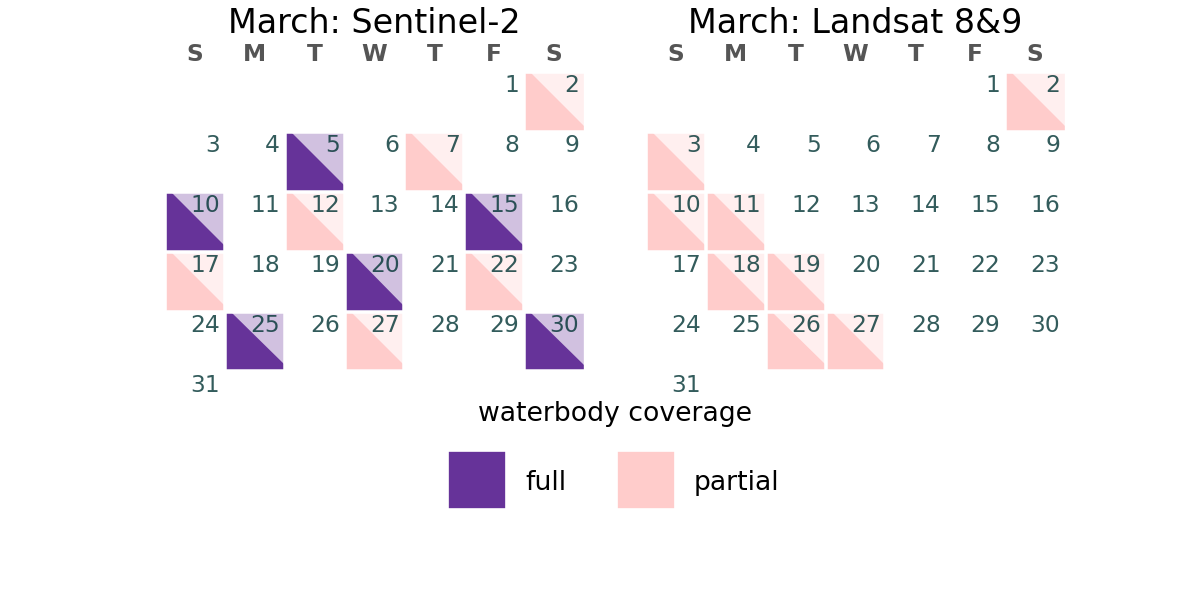 March: Sentinel-2
S M T W T F S
1 2
3 4 5 6 7 8 9
10 11 12 13 14 15 16
17 18 19 20 21 22 23
24 25 26 27 28 29 30
31
March: Landsat 8&9
S M T W T F S
1 2
3 4 5 6 7 8 9
10 11 12 13 14 15 16
17 18 19 20 21 22 23
24 25 26 27 28 29 30
31
waterbody coverage
full partial